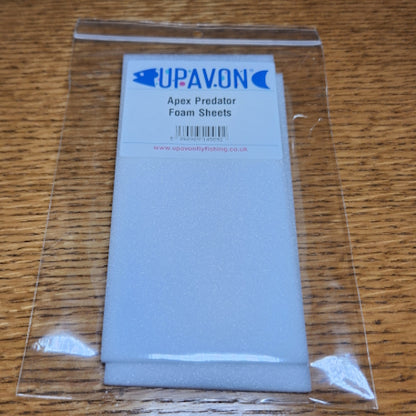 UPAVON
Apex Predator
Foam Sheets
www.upavonflyfishing.co.uk